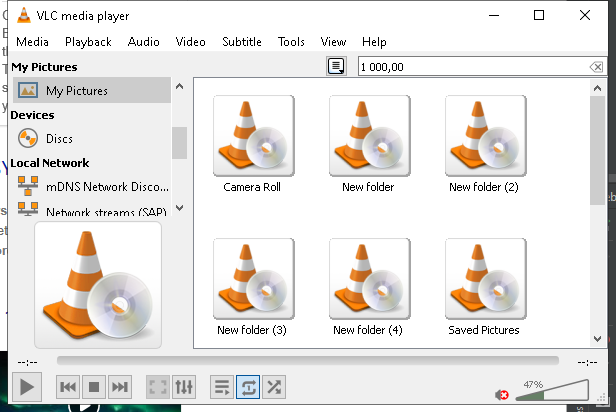 VLC media player
Media Playback Audio Video Subtitle Tools View Help
My Pictures
1 000,00
My Pictures
Devices
Discs
Local Network
mDNS Network Disco...
Network streams (SAP)
Camera Roll
New folder
New folder (2)
New folder (3)
New folder (4)
Saved Pictures
--:--
--:--
47%